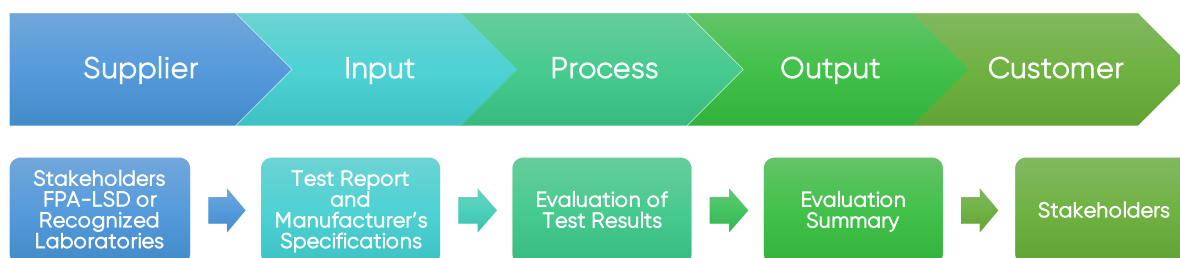 Supplier
Input
Process
Output
Customer
Stakeholders
FPA-LSD or
Recognized
Laboratories
Test Report
and
Manufacturer's
Specifications
Evaluation of
Test Results
Evaluation
Summary
Stakeholders